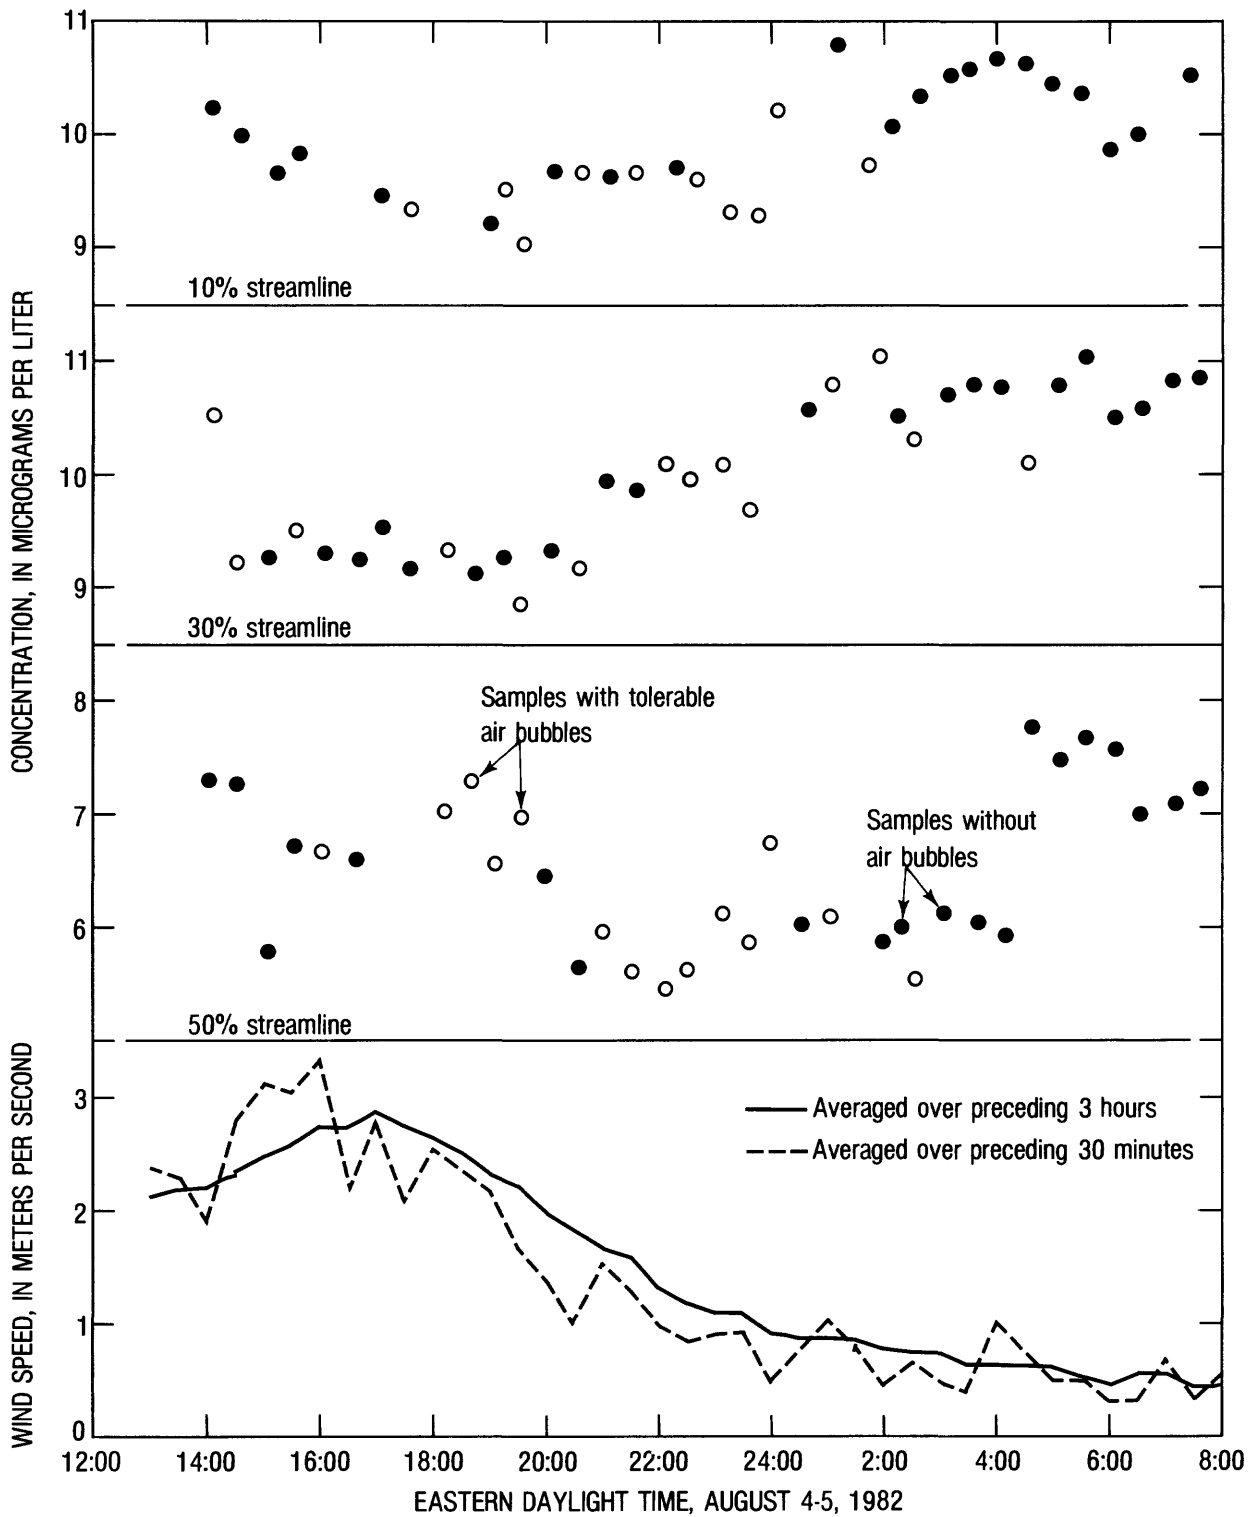 CONCENTRATION, IN MICROGRAMS PER LITER
11
10
9
10% streamline
11
10
9
30% streamline
8
7
6
Samples with tolerable
air bubbles
Samples without
air bubbles
50% streamline
WIND SPEED, IN METERS PER SECOND
3
2
1
0
Averaged over preceding 3 hours
Averaged over preceding 30 minutes
12:00 14:00 16:00 18:00 20:00 22:00 24:00 2:00 4:00 6:00 8:00
EASTERN DAYLIGHT TIME, AUGUST 4-5, 1982